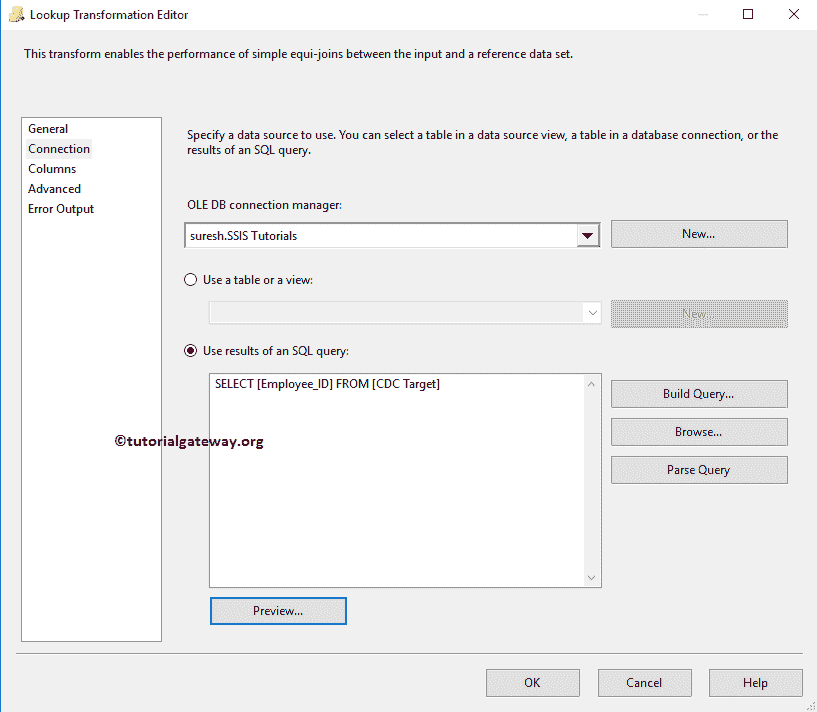 Lookup Transformation Editor
This transform enables the performance of simple equi-joins between the input and a reference data set.
General
Connection
Columns
Advanced
Error Output
Specify a data source to use. You can select a table in a data source view, a table in a database connection, or the
results of an SQL query.
OLE DB connection manager:
suresh.SSIS Tutorials
New...
Use a table or a view:
New...
Use results of an SQL query:
SELECT [Employee_ID] FROM [CDC Target]
Build Query...
Browse...
Parse Query
©tutorialgateway.org
Preview...
OK
Cancel
Help